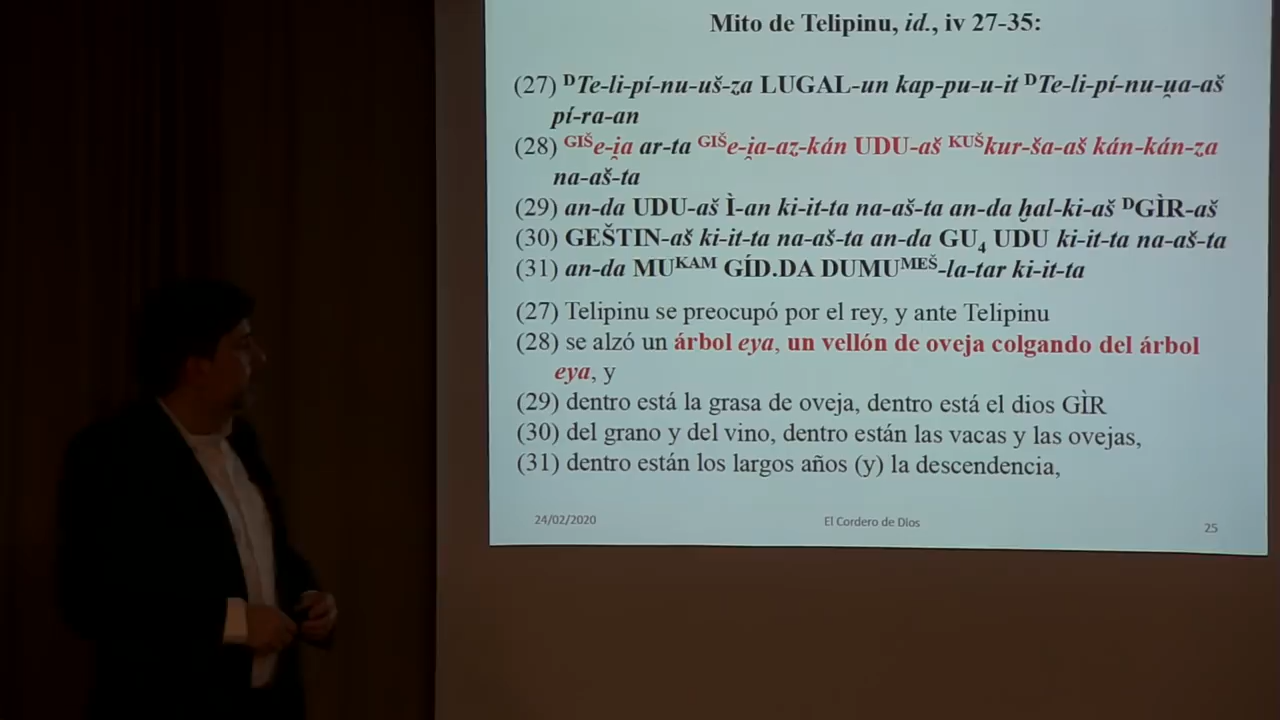 Mito de Telipinu, id., iv 27-35:
(27) ᴰTe-li-pí-nu-uš-za LUGAL-un kap-pu-u-it ᴰTe-li-pí-nu-u̯a-aš
pí-ra-an
(28) ᴳᴵˢ̌e-i̯a ar-ta ᴳᴵˢ̌e-i̯a-az-kán UDU-aš ᴷᵁˢ̌kur-ša-aš kán-kán-za
na-aš-ta
(29) an-da UDU-aš Ì-an ki-it-ta na-aš-ta an-da ḫal-ki-aš ᴰGÌR-aš
(30) GEŠTIN-aš ki-it-ta na-aš-ta an-da GU₄ UDU ki-it-ta na-aš-ta
(31) an-da MUᴷᴬᴹ GÍD.DA DUMUᴹᴱˢ̌-la-tar ki-it-ta
(27) Telipinu se preocupó por el rey, y ante Telipinu
(28) se alzó un árbol eya, un vellón de oveja colgando del árbol
eya, y
(29) dentro está la grasa de oveja, dentro está el dios GÌR
(30) del grano y del vino, dentro están las vacas y las ovejas,
(31) dentro están los largos años (y) la descendencia,
24/02/2020 El Cordero de Dios 25